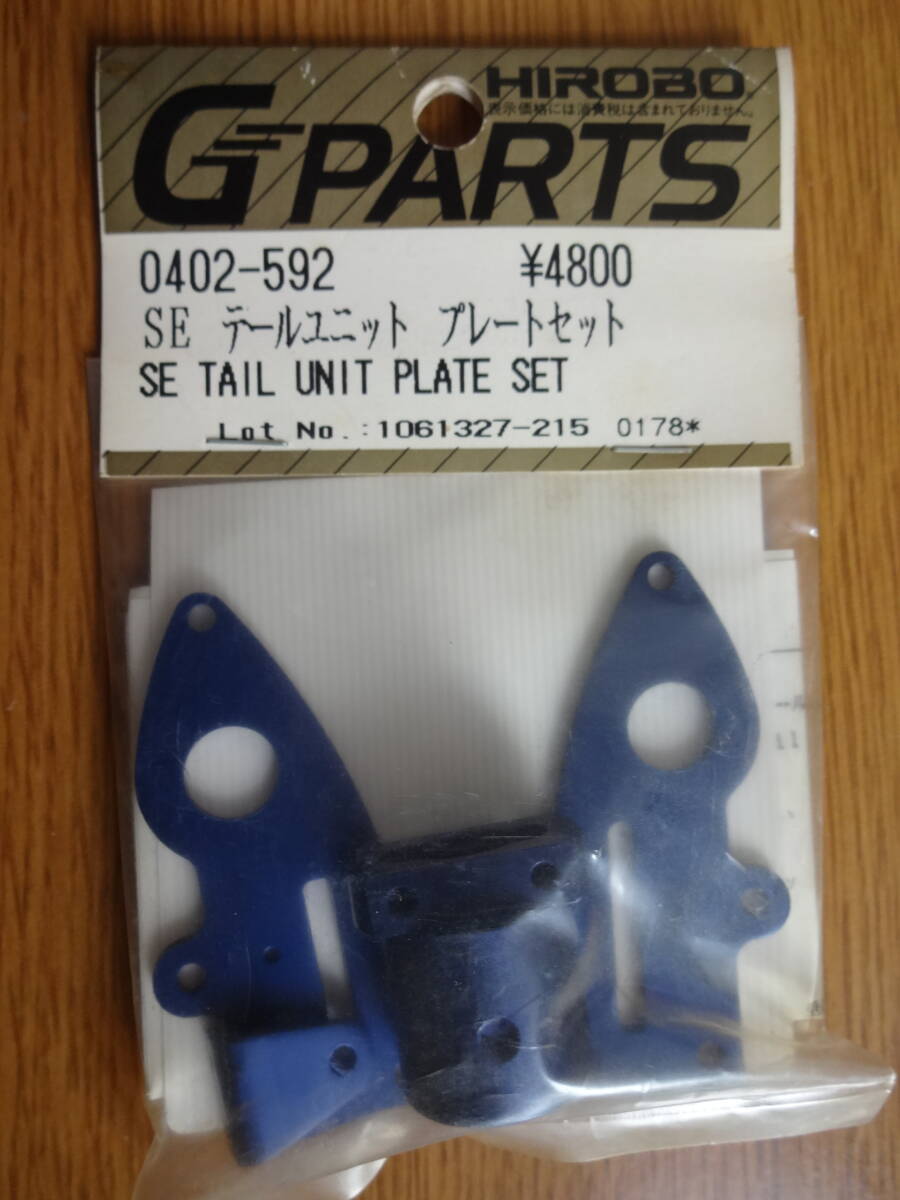 HIROBO
表示価格には消費税は含まれておりません。
G PARTS
0402-592 ¥4800
SE テールユニット プレートセット
SE TAIL UNIT PLATE SET
Lot No.:1061327-215 0178*